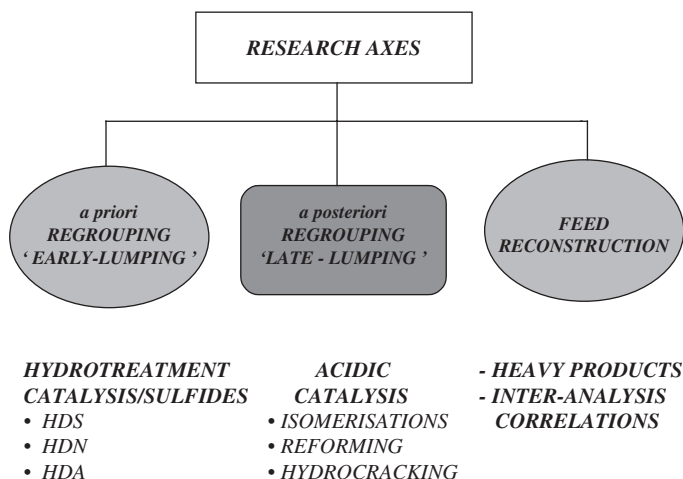 RESEARCH AXES
a priori
REGROUPING
‘ EARLY-LUMPING ’
a posteriori
REGROUPING
‘LATE - LUMPING ’
FEED
RECONSTRUCTION
HYDROTREATMENT
CATALYSIS/SULFIDES
• HDS
• HDN
• HDA
ACIDIC
CATALYSIS
• ISOMERISATIONS
• REFORMING
• HYDROCRACKING
- HEAVY PRODUCTS
- INTER-ANALYSIS
CORRELATIONS